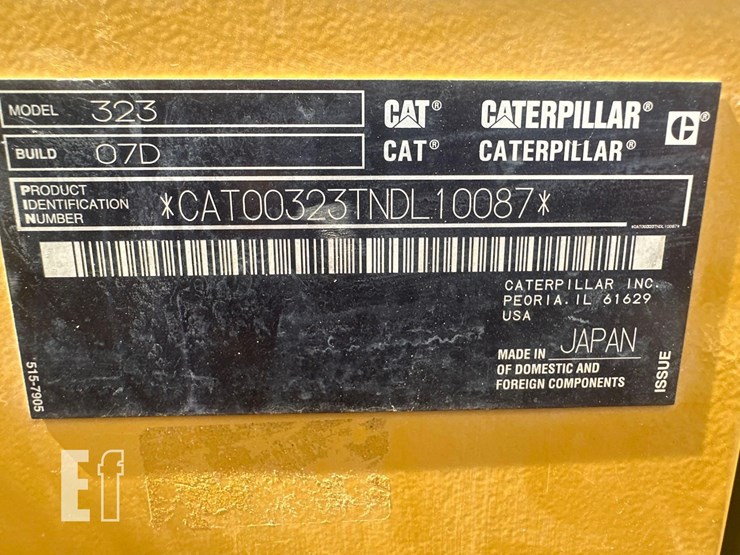 MODEL 323
BUILD 07D
CAT® CATERPILLAR® C®
CAT® CATERPILLAR®
PRODUCT
IDENTIFICATION
NUMBER
*CAT00323TNDL10087*
*CAT00323TNDL10087*
CATERPILLAR INC.
PEORIA. IL 61629
USA
MADE IN JAPAN
OF DOMESTIC AND
FOREIGN COMPONENTS
ISSUE
515-7905
Ef